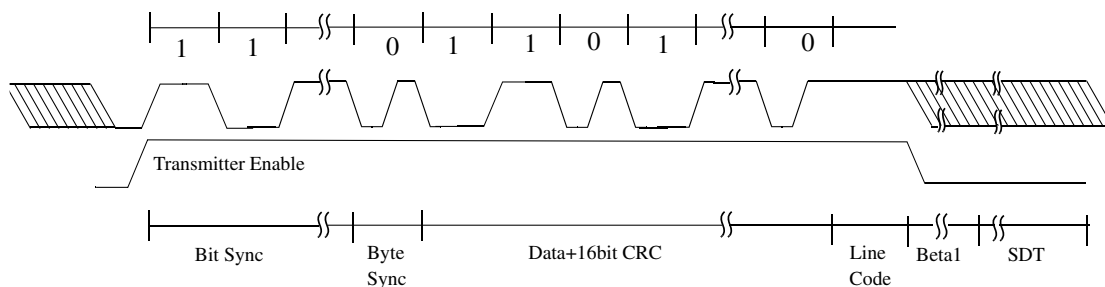 1 1 0 1 1 0 1 0
Transmitter Enable
Bit Sync
Byte Sync
Data+16bit CRC
Line Code
Beta1
SDT